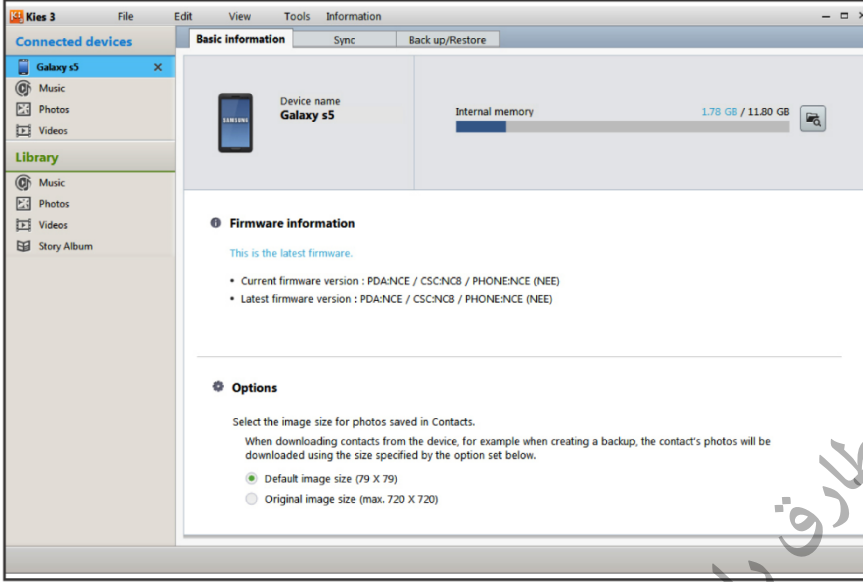 Kies 3 File Edit View Tools Information
Connected devices
Basic information Sync Back up/Restore
Galaxy s5
Music
Photos
Videos
Library
Music
Photos
Videos
Story Album
SAMSUNG
Device name
Galaxy s5
Internal memory 1.78 GB / 11.80 GB
Firmware information
This is the latest firmware.
• Current firmware version : PDA:NCE / CSC:NC8 / PHONE:NCE (NEE)
• Latest firmware version : PDA:NCE / CSC:NC8 / PHONE:NCE (NEE)
Options
Select the image size for photos saved in Contacts.
When downloading contacts from the device, for example when creating a backup, the contact's photos will be
downloaded using the size specified by the option set below.
Default image size (79 X 79)
Original image size (max. 720 X 720)
طارق